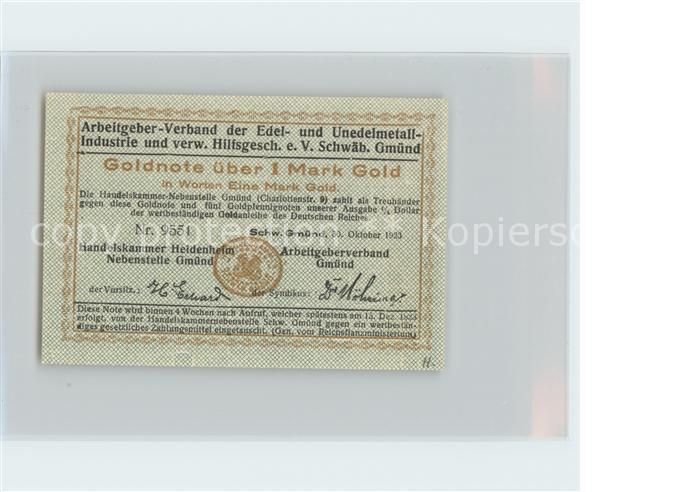 Arbeitgeber-Verband der Edel- und Unedelmetall-
Industrie und verw. Hilfsgesch. e. V. Schwäb. Gmünd
Goldnote über 1 Mark Gold
in Worten Eine Mark Gold.
Die Handelskammer-Nebenstelle Gmünd (Charlottenstr. 9) zahlt als Treuhänder
gegen diese Goldnote und fünf Goldpfennignoten unserer Ausgabe ¼ Dollar
der wertbeständigen Goldanleihe des Deutschen Reiches.
Nr. 9551 Schw. Gmünd, 30. Oktober 1923
Handelskammer Heidenheim Arbeitgeberverband
Nebenstelle Gmünd Gmünd
der Vorsitz.: der Syndikus:
Diese Note wird binnen 4 Wochen nach Aufruf, welcher spätestens am 15. Dez. 1923
erfolgt, von der Handelskammernebenstelle Schw. Gmünd gegen ein wertbestän-
diges gesetzliches Zahlungsmittel eingetauscht. (Gen. vom Reichsfinanzministerium)
H.